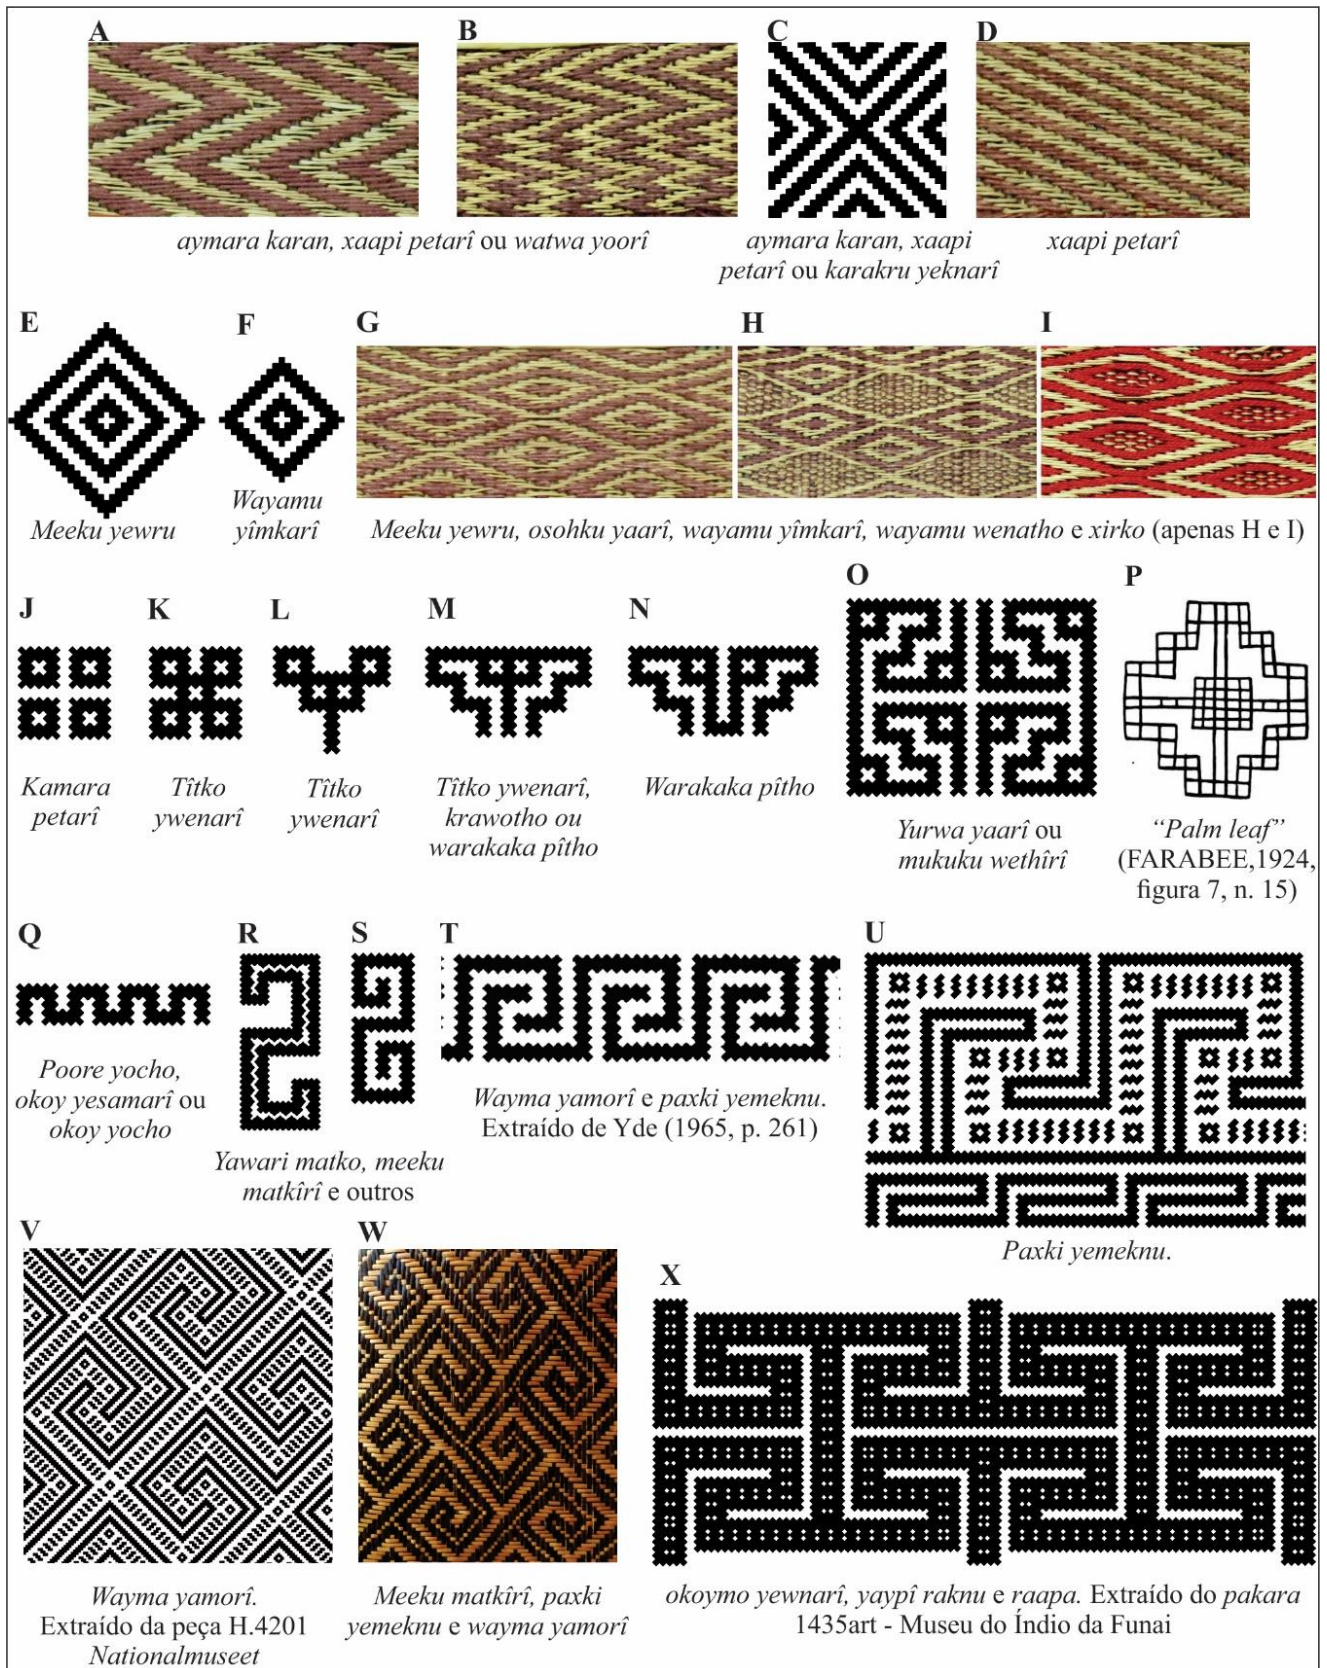 A
B
C
D
aymara karan, xaapi petarî ou watwa yoorî
aymara karan, xaapi
petarî ou karakru yeknarî
xaapi petarî
E
F
G
H
I
Meeku yewru
Wayamu
yîmkarî
Meeku yewru, osohku yaarî, wayamu yîmkarî, wayamu wenatho e xirko (apenas H e I)
J
K
L
M
N
O
P
Kamara
petarî
Tîtko
ywenarî
Tîtko
ywenarî
Tîtko ywenarî,
krawotho ou
warakaka pîtho
Warakaka pîtho
Yurwa yaarî ou
mukuku wethîrî
“Palm leaf”
(FARABEE,1924,
figura 7, n. 15)
Q
R
S
T
U
Poore yocho,
okoy yesamarî ou
okoy yocho
Yawari matko, meeku
matkîrî e outros
Wayma yamorî e paxki yemeknu.
Extraído de Yde (1965, p. 261)
Paxki yemeknu.
V
W
X
Wayma yamorî.
Extraído da peça H.4201
Nationalmuseet
Meeku matkîrî, paxki
yemeknu e wayma yamorî
okoymo yewnarî, yaypî raknu e raapa. Extraído do pakara
1435art - Museu do Índio da Funai